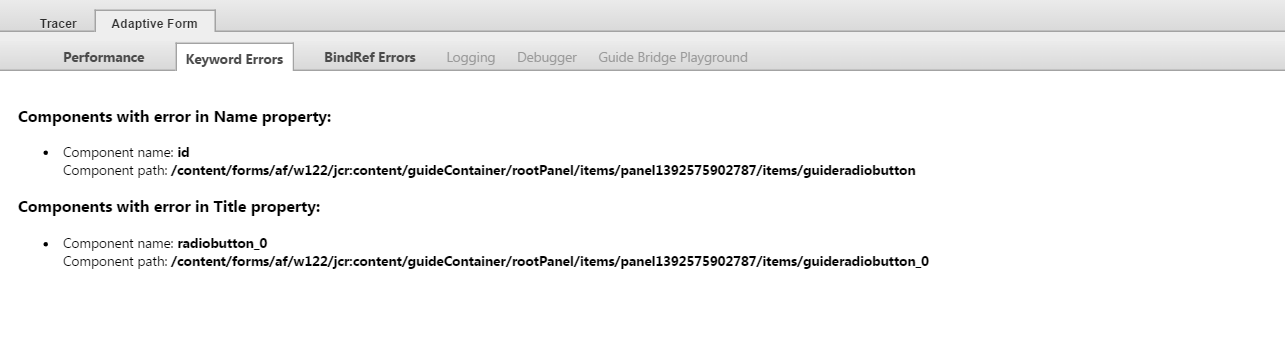 Tracer Adaptive Form
Performance Keyword Errors BindRef Errors Logging Debugger Guide Bridge Playground
Components with error in Name property:
• Component name: id
Component path: /content/forms/af/w122/jcr:content/guideContainer/rootPanel/items/panel1392575902787/items/guideradiobutton
Components with error in Title property:
• Component name: radiobutton_0
Component path: /content/forms/af/w122/jcr:content/guideContainer/rootPanel/items/panel1392575902787/items/guideradiobutton_0